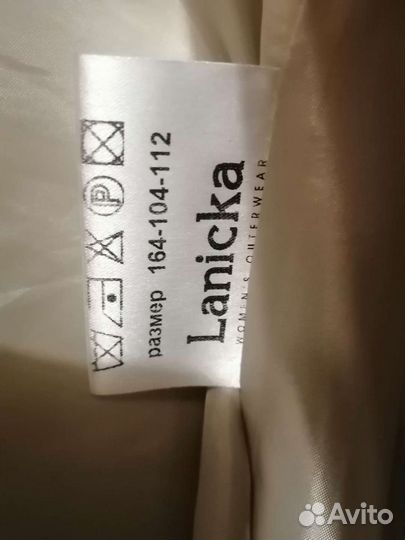 P
размер 164-104-112
Lanicka
WOMEN'S OUTERWEAR
Avito